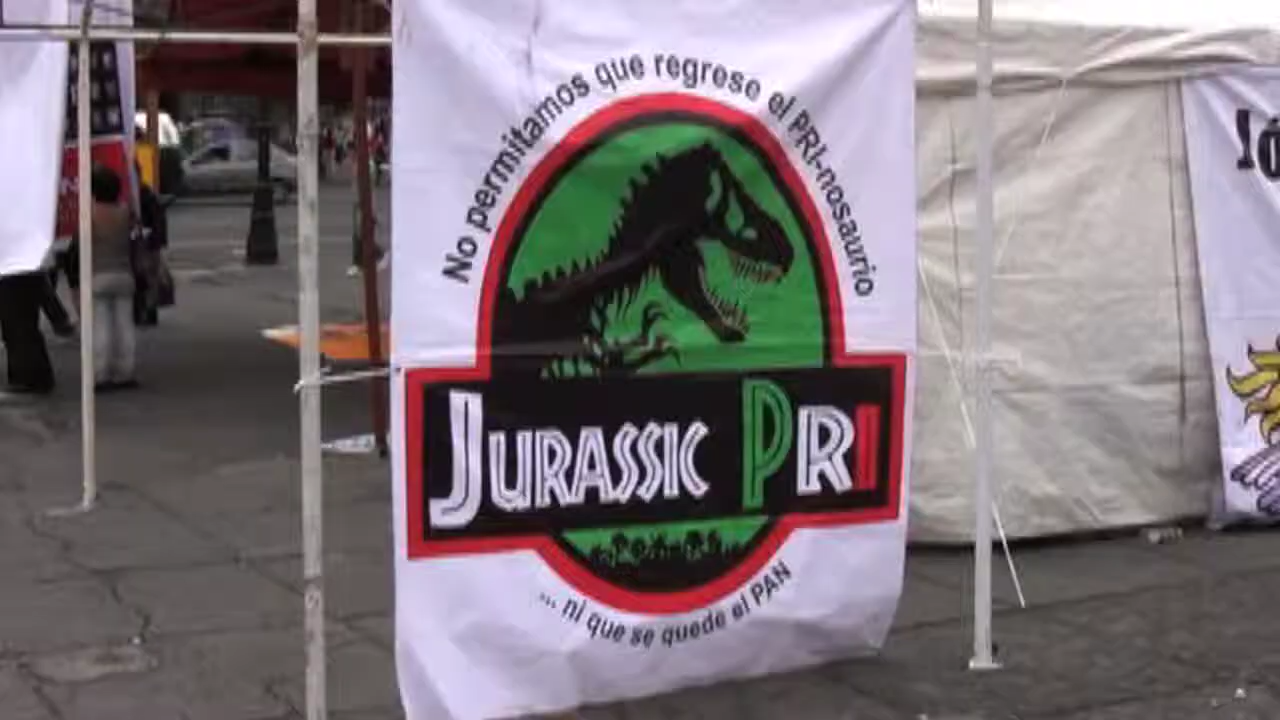 No permitamos que regrese el PRI-nosaurio
JURASSIC PRI
... ni que se quede el PAN